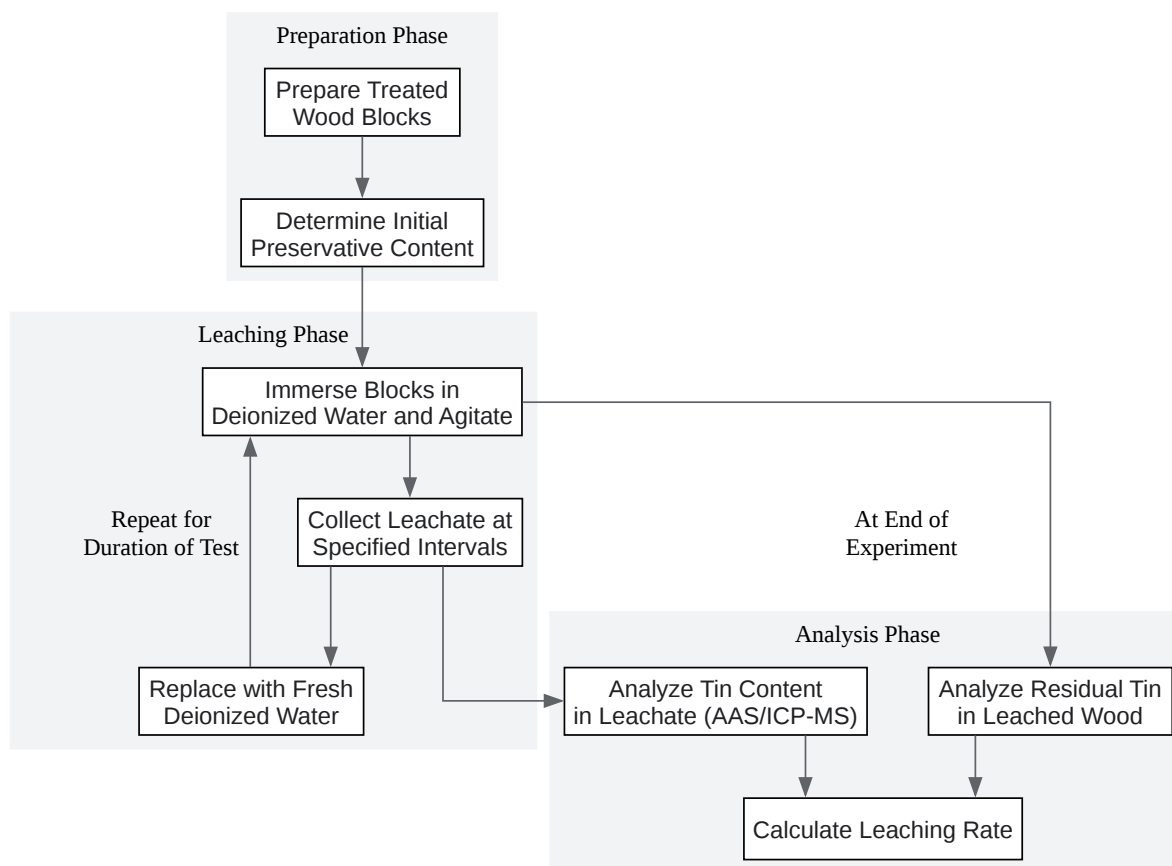 Preparation Phase
Prepare Treated
Wood Blocks
Determine Initial
Preservative Content
Leaching Phase
Immerse Blocks in
Deionized Water and Agitate
Repeat for
Duration of Test
Collect Leachate at
Specified Intervals
At End of
Experiment
Replace with Fresh
Deionized Water
Analysis Phase
Analyze Tin Content
in Leachate (AAS/ICP-MS)
Analyze Residual Tin
in Leached Wood
Calculate Leaching Rate